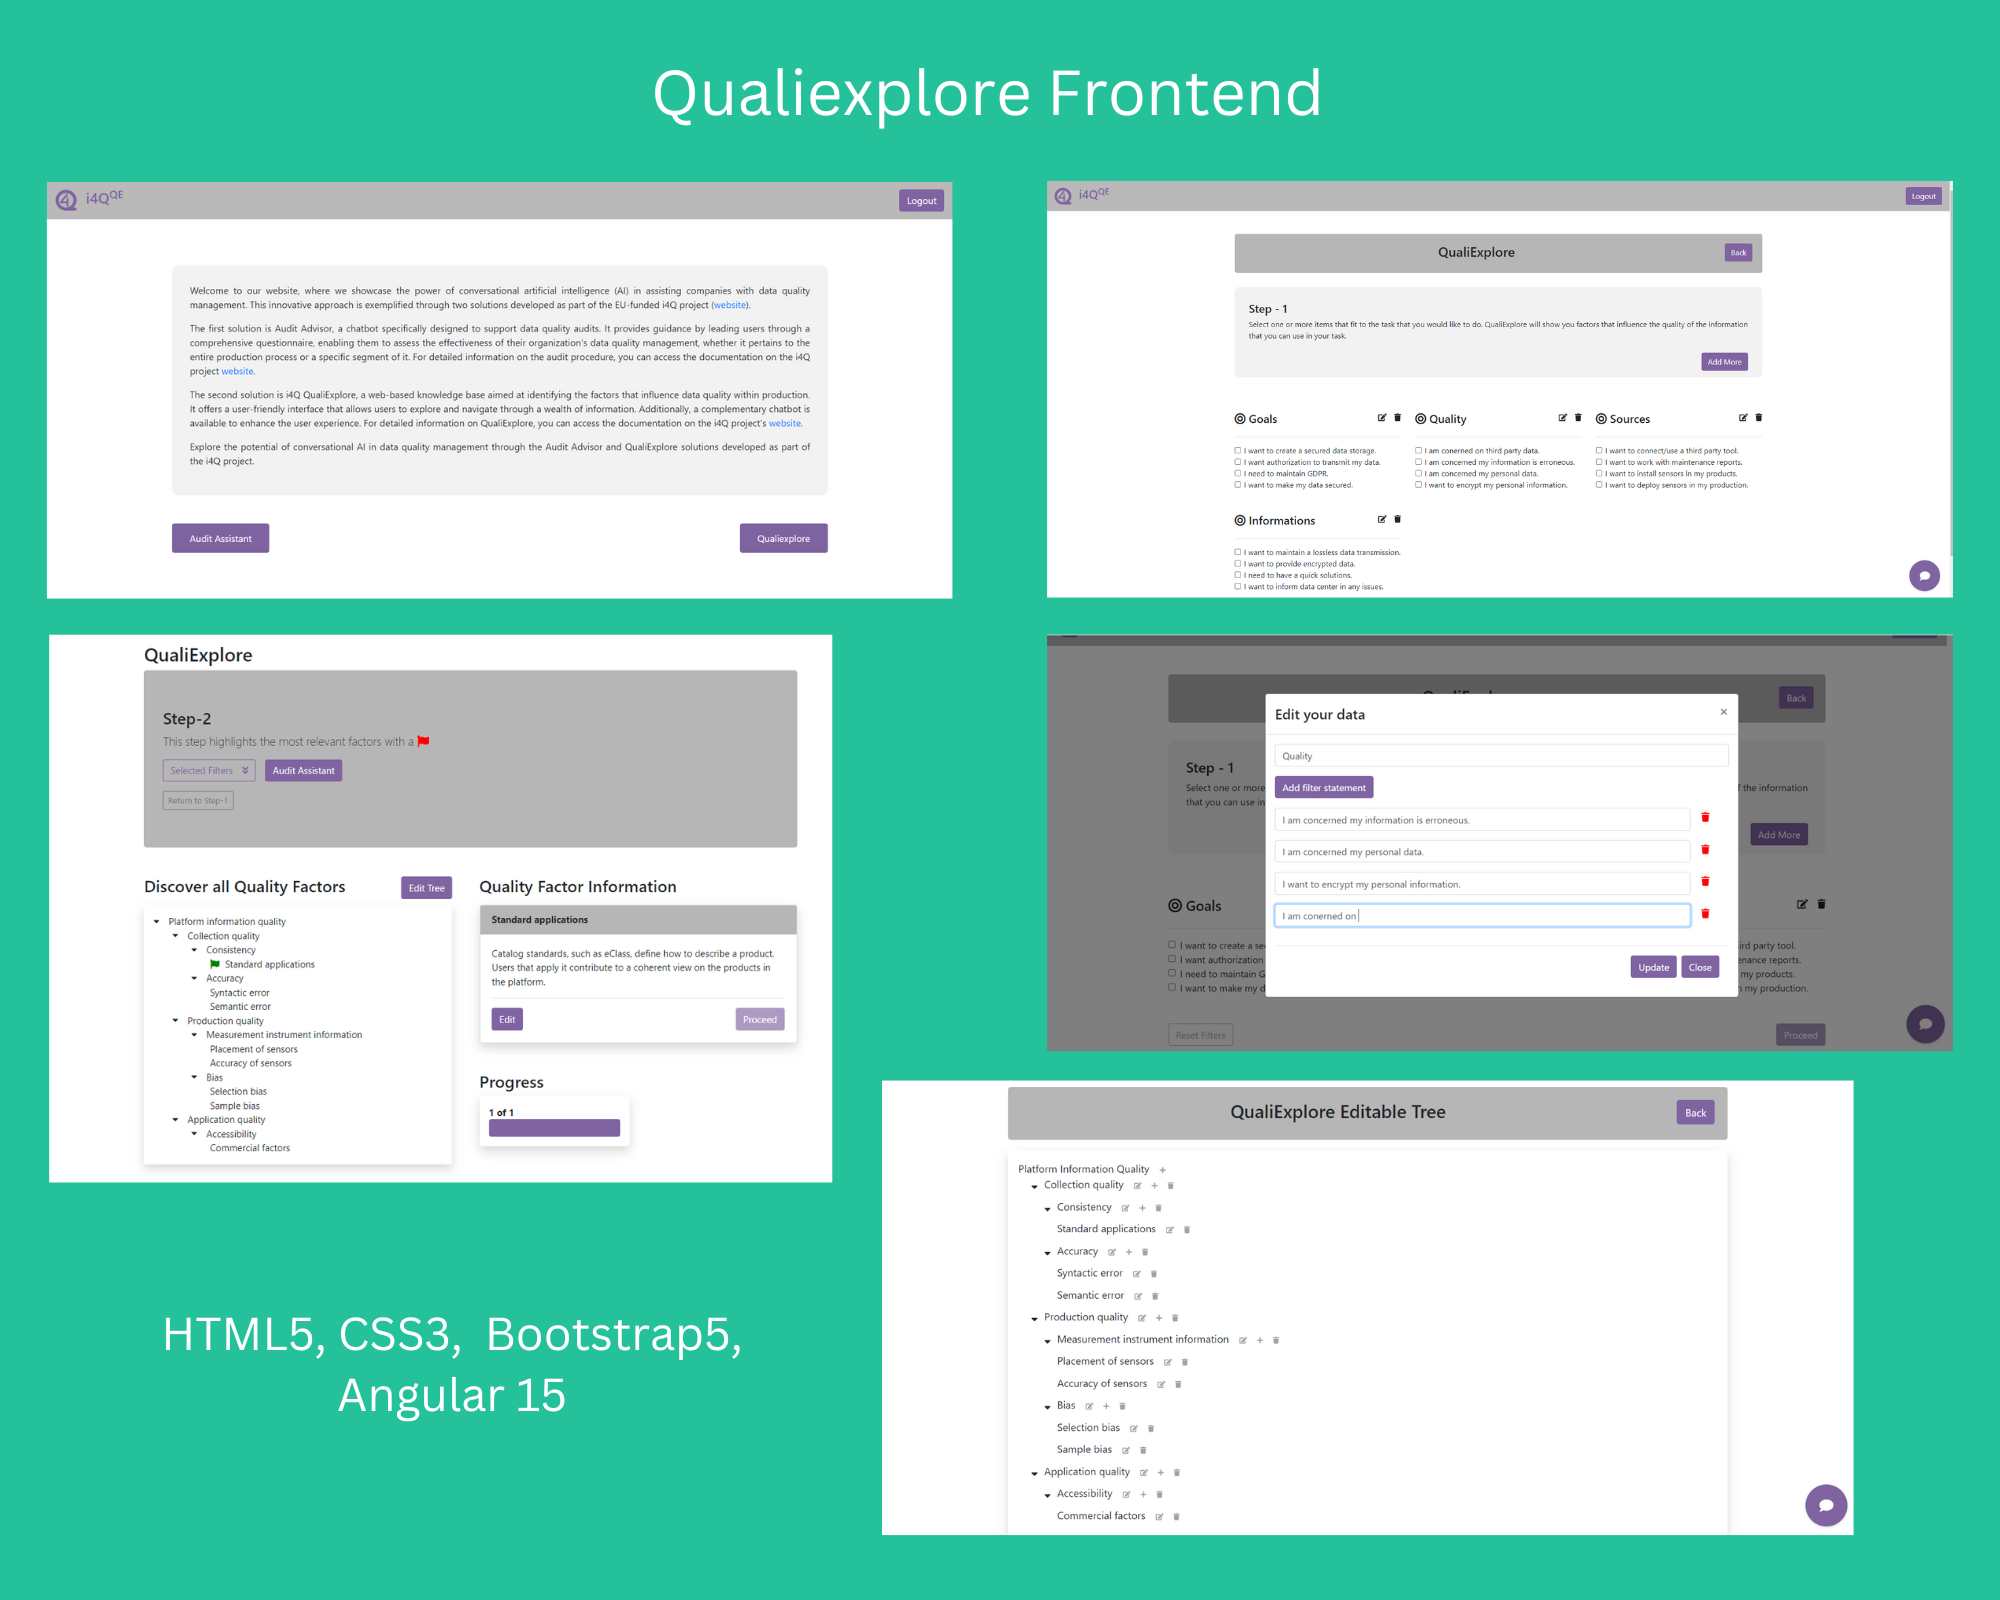 Qualiexplore Frontend
i4QQE
Logout
Welcome to our website, where we showcase the power of conversational artificial intelligence (AI) in assisting companies with data quality
management. This innovative approach is exemplified through two solutions developed as part of the EU-funded i4Q project (website).
The first solution is Audit Advisor, a chatbot specifically designed to support data quality audits. It provides guidance by leading users through a
comprehensive questionnaire, enabling them to assess the effectiveness of their organization's data quality management, whether it pertains to the
entire production process or a specific segment of it. For detailed information on the audit procedure, you can access the documentation on the i4Q
project website.
The second solution is i4Q QualiExplore, a web-based knowledge base aimed at identifying the factors that influence data quality within production.
It offers a user-friendly interface that allows users to explore and navigate through a wealth of information. Additionally, a complementary chatbot is
available to enhance the user experience. For detailed information on QualiExplore, you can access the documentation on the i4Q project's website.
Explore the potential of conversational AI in data quality management through the Audit Advisor and QualiExplore solutions developed as part of
the i4Q project.
Audit Assistant
Qualiexplore
i4QQE
Logout
QualiExplore
Back
Step - 1
Select one or more items that fit to the task that you would like to do. QualiExplore will show you factors that influence the quality of the information
that you can use in your task.
Add More
Goals
I want to create a secured data storage.
I want authorization to transmit my data.
I need to maintain GDPR.
I want to make my data secured.
Quality
I am conerned on third party data.
I am concerned my information is erroneous.
I am concerned my personal data.
I want to encrypt my personal information.
Sources
I want to connect/use a third party tool.
I want to work with maintenance reports.
I want to install sensors in my products.
I want to deploy sensors in my production.
Informations
I want to maintain a lossless data transmission.
I want to provide encrypted data.
I need to have a quick solutions.
I want to inform data center in any issues.
QualiExplore
Step-2
This step highlights the most relevant factors with a
Selected Filters
Audit Assistant
Return to Step-1
Discover all Quality Factors
Edit Tree
Platform information quality
Collection quality
Consistency
Standard applications
Accuracy
Syntactic error
Semantic error
Production quality
Measurement instrument information
Placement of sensors
Accuracy of sensors
Bias
Selection bias
Sample bias
Application quality
Accessibility
Commercial factors
Quality Factor Information
Standard applications
Catalog standards, such as eClass, define how to describe a product.
Users that apply it contribute to a coherent view on the products in
the platform.
Edit
Proceed
Progress
1 of 1
Back
Step - 1
Select one or more
f the information
that you can use in
Add More
Goals
I want to create a se
I want authorization
I need to maintain G
I want to make my d
ird party tool.
enance reports.
my products.
n my production.
Reset Filters
Proceed
Edit your data
×
Quality
Add filter statement
I am concerned my information is erroneous.
I am concerned my personal data.
I want to encrypt my personal information.
I am conerned on
Update
Close
QualiExplore Editable Tree
Back
Platform Information Quality +
Collection quality +
Consistency +
Standard applications
Accuracy +
Syntactic error
Semantic error
Production quality +
Measurement instrument information +
Placement of sensors
Accuracy of sensors
Bias +
Selection bias
Sample bias
Application quality +
Accessibility +
Commercial factors
HTML5, CSS3, Bootstrap5,
Angular 15